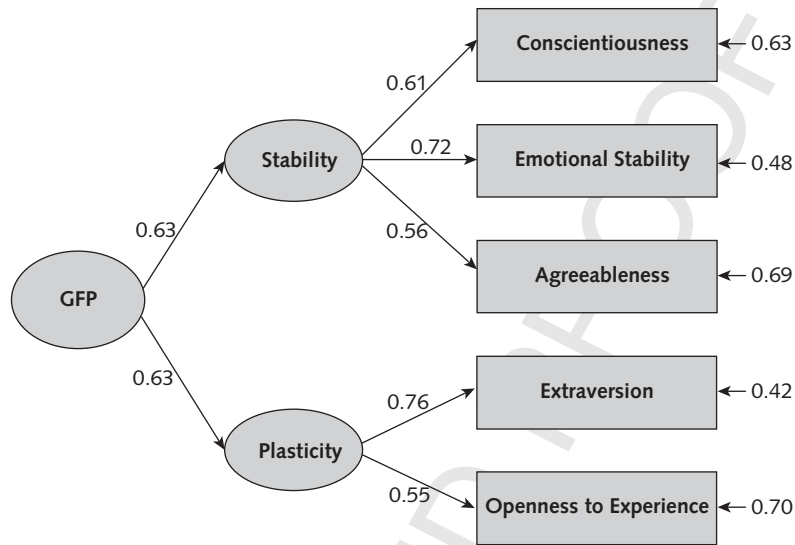 Conscientiousness
0.63
0.61
Stability
0.72
Emotional Stability
0.48
0.63
0.56
Agreeableness
0.69
GFP
0.63
0.76
Extraversion
0.42
Plasticity
0.55
Openness to Experience
0.70